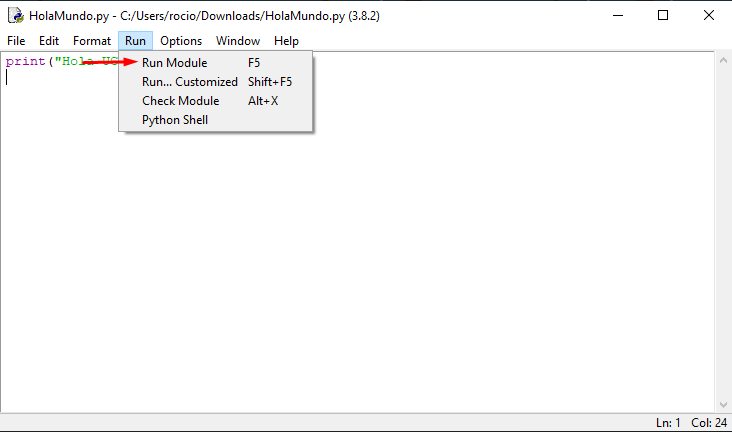 HolaMundo.py - C:/Users/rocio/Downloads/HolaMundo.py (3.8.2)
File Edit Format Run Options Window Help
print("Hola
Run Module F5
Run... Customized Shift+F5
Check Module Alt+X
Python Shell
Ln: 1 Col: 24